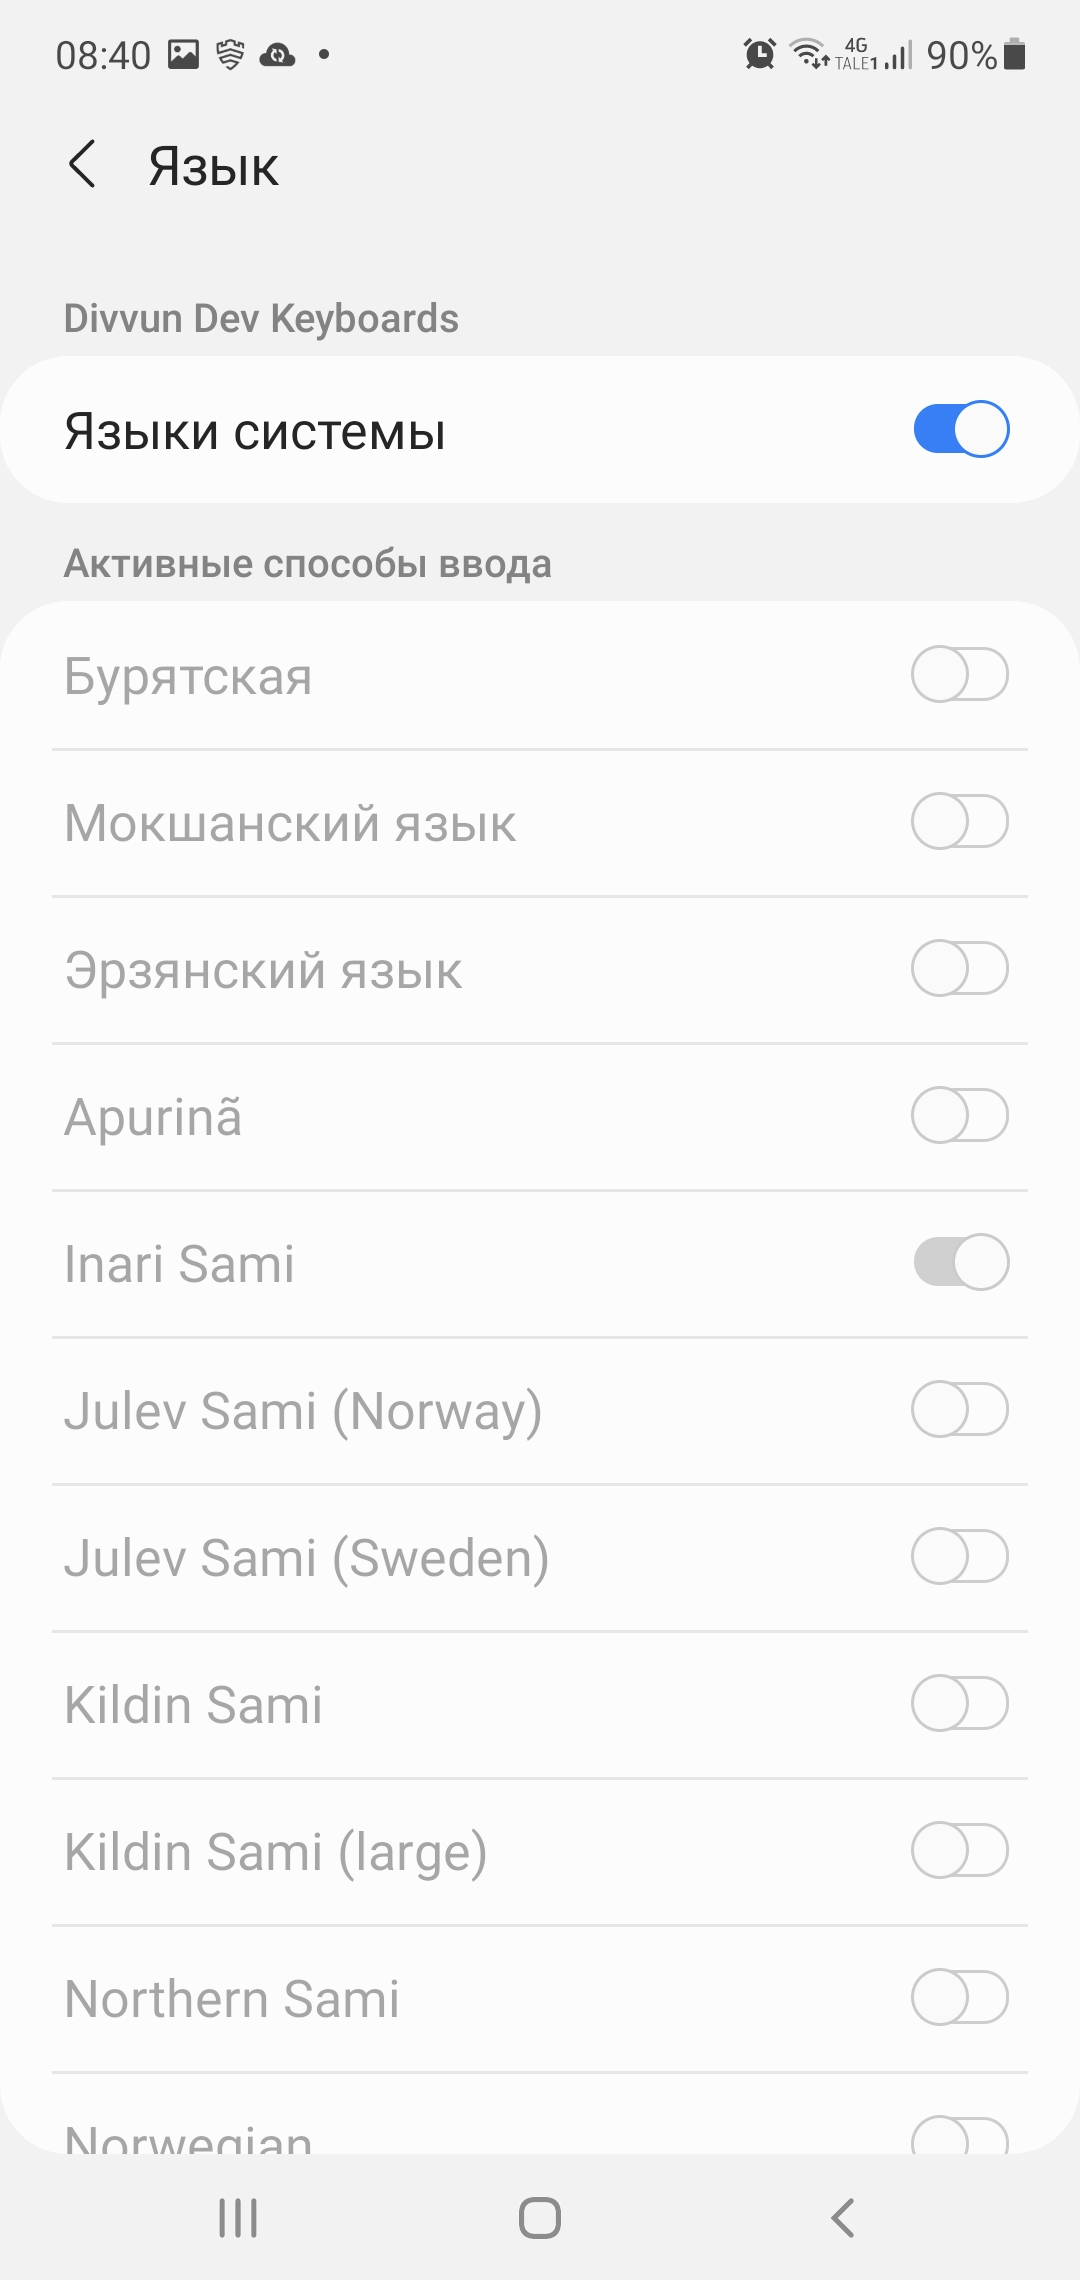 08:40 4G TALE1 90%
Язык
Divvun Dev Keyboards
Языки системы
Активные способы ввода
Бурятская
Мокшанский язык
Эрзянский язык
Apurinã
Inari Sami
Julev Sami (Norway)
Julev Sami (Sweden)
Kildin Sami
Kildin Sami (large)
Northern Sami
Norwegian